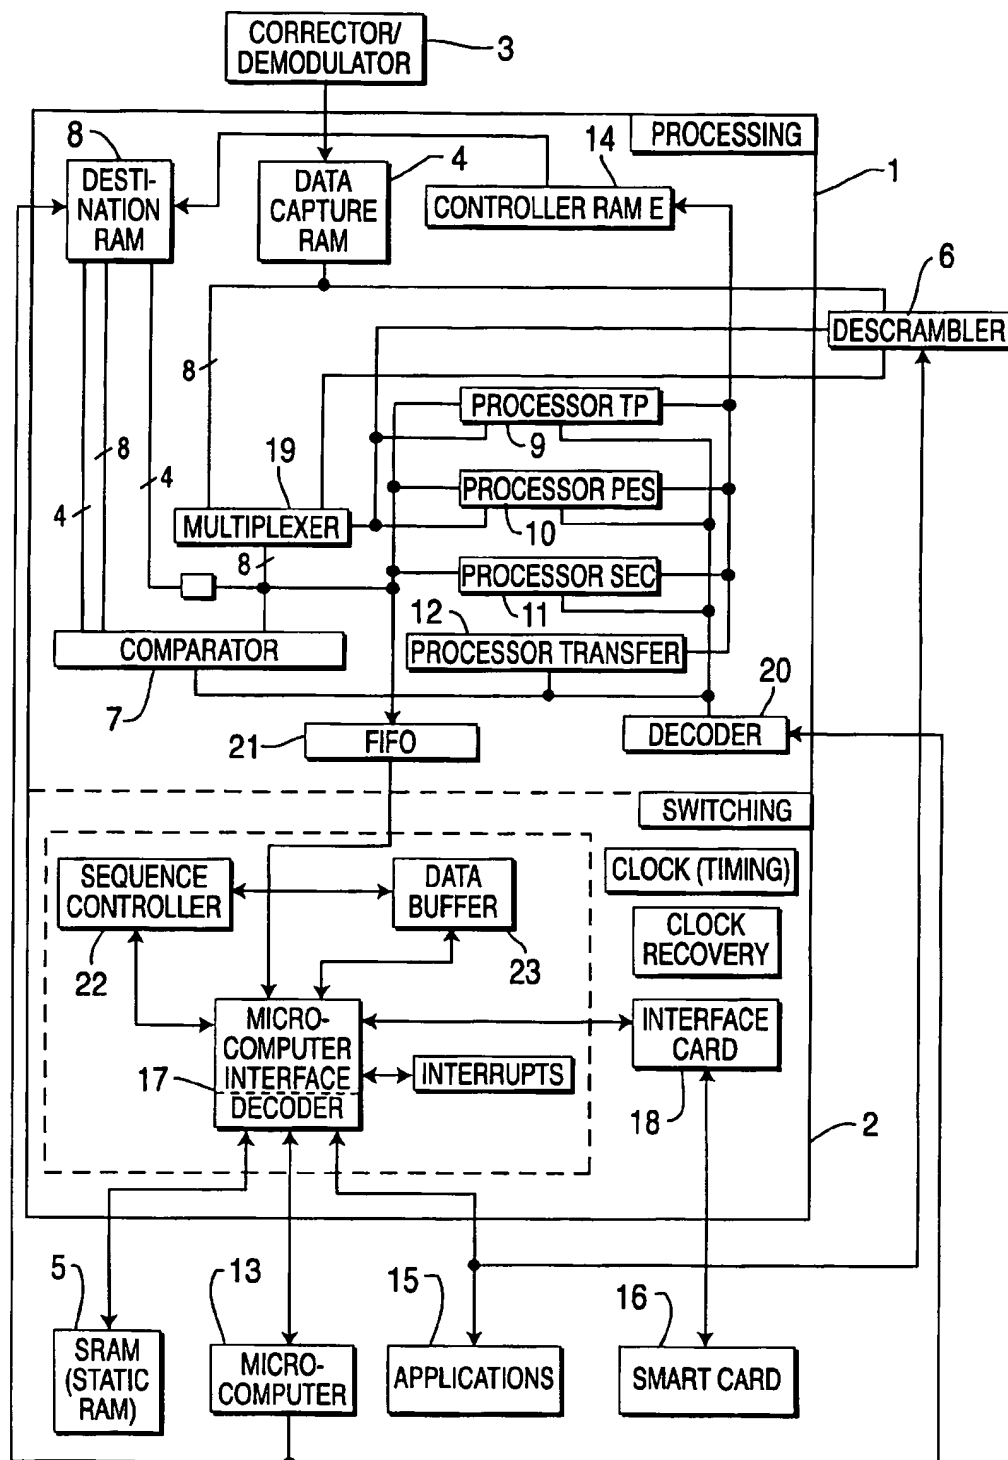 CORRECTOR/
DEMODULATOR
3
PROCESSING
8
DESTI-
NATION
RAM
DATA
CAPTURE
RAM
4
14
CONTROLLER RAM E
1
6
DESCRAMBLER
8
PROCESSOR TP
9
8
4
4
19
MULTIPLEXER
8
PROCESSOR PES
10
PROCESSOR SEC
11
12
PROCESSOR TRANSFER
COMPARATOR
7
20
DECODER
21
FIFO
SWITCHING
SEQUENCE
CONTROLLER
22
DATA
BUFFER
23
CLOCK (TIMING)
CLOCK
RECOVERY
MICRO-
COMPUTER
INTERFACE
17
DECODER
INTERRUPTS
INTERFACE
CARD
18
2
5
SRAM
(STATIC
RAM)
13
MICRO-
COMPUTER
15
APPLICATIONS
16
SMART CARD